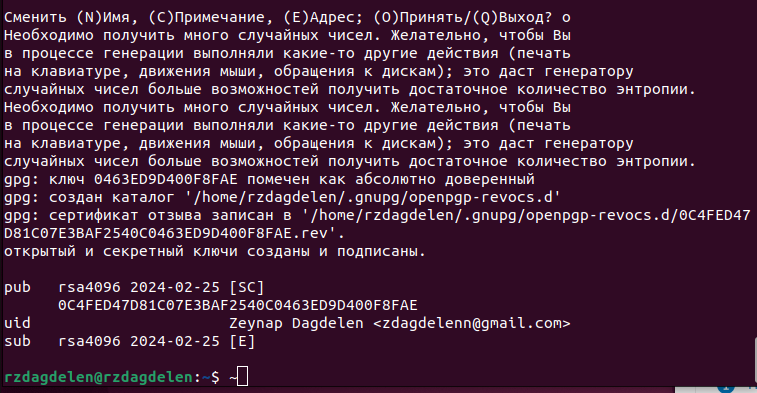 Сменить (N)Имя, (C)Примечание, (E)Адрес; (O)Принять/(Q)Выход? o
Необходимо получить много случайных чисел. Желательно, чтобы Вы
в процессе генерации выполняли какие-то другие действия (печать
на клавиатуре, движения мыши, обращения к дискам); это даст генератору
случайных чисел больше возможностей получить достаточное количество энтропии.
Необходимо получить много случайных чисел. Желательно, чтобы Вы
в процессе генерации выполняли какие-то другие действия (печать
на клавиатуре, движения мыши, обращения к дискам); это даст генератору
случайных чисел больше возможностей получить достаточное количество энтропии.
gpg: ключ 0463ED9D400F8FAE помечен как абсолютно доверенный
gpg: создан каталог '/home/rzdagdelen/.gnupg/openpgp-revocs.d'
gpg: сертификат отзыва записан в '/home/rzdagdelen/.gnupg/openpgp-revocs.d/0C4FED47
D81C07E3BAF2540C0463ED9D400F8FAE.rev'.
открытый и секретный ключи созданы и подписаны.
pub   rsa4096 2024-02-25 [SC]
      0C4FED47D81C07E3BAF2540C0463ED9D400F8FAE
uid                      Zeynap Dagdelen <zdagdelenn@gmail.com>
sub   rsa4096 2024-02-25 [E]
rzdagdelen@rzdagdelen:~$ ~